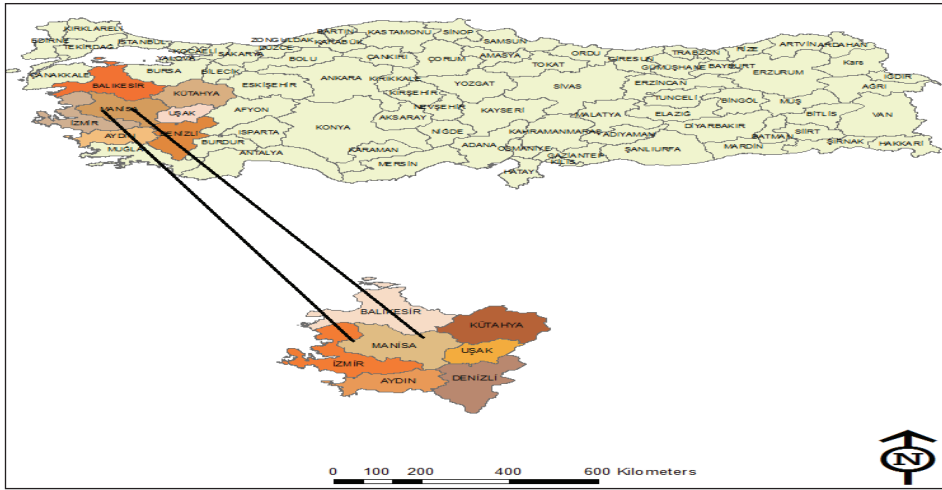 KIRKLARELİ
EDİRNE
TEKİRDAĞ
İSTANBUL
KOCAELİ
YALOVA
SAKARYA
DÜZCE
ZONGULDAK
BARTIN
KARABÜK
KASTAMONU
SİNOP
SAMSUN
ÇANAKKALE
BURSA
BİLECİK
BOLU
ÇANKIRI
ÇORUM
AMASYA
TOKAT
ORDU
GİRESUN
TRABZON
RİZE
ARTVİN
ARDAHAN
GÜMÜŞHANE
BAYBURT
ERZURUM
Kars
IĞDIR
AĞRI
BALIKESİR
KÜTAHYA
ESKİŞEHİR
ANKARA
KIRIKKALE
KIRŞEHİR
YOZGAT
SİVAS
ERZİNCAN
TUNCELİ
BİNGÖL
MUŞ
MANİSA
UŞAK
AFYON
NEVŞEHİR
KAYSERİ
MALATYA
ELAZIĞ
BİTLİS
VAN
İZMİR
AYDIN
DENİZLİ
ISPARTA
KONYA
AKSARAY
NİĞDE
KAHRAMANMARAŞ
ADIYAMAN
DİYARBAKIR
BATMAN
SİİRT
MUĞLA
BURDUR
ANTALYA
KARAMAN
MERSİN
ADANA
OSMANİYE
GAZİANTEP
KİLİS
HATAY
ŞANLIURFA
MARDİN
ŞIRNAK
HAKKARİ
BALIKESİR
KÜTAHYA
MANİSA
UŞAK
İZMİR
AYDIN
DENİZLİ
0 100 200 400 600 Kilometers
N